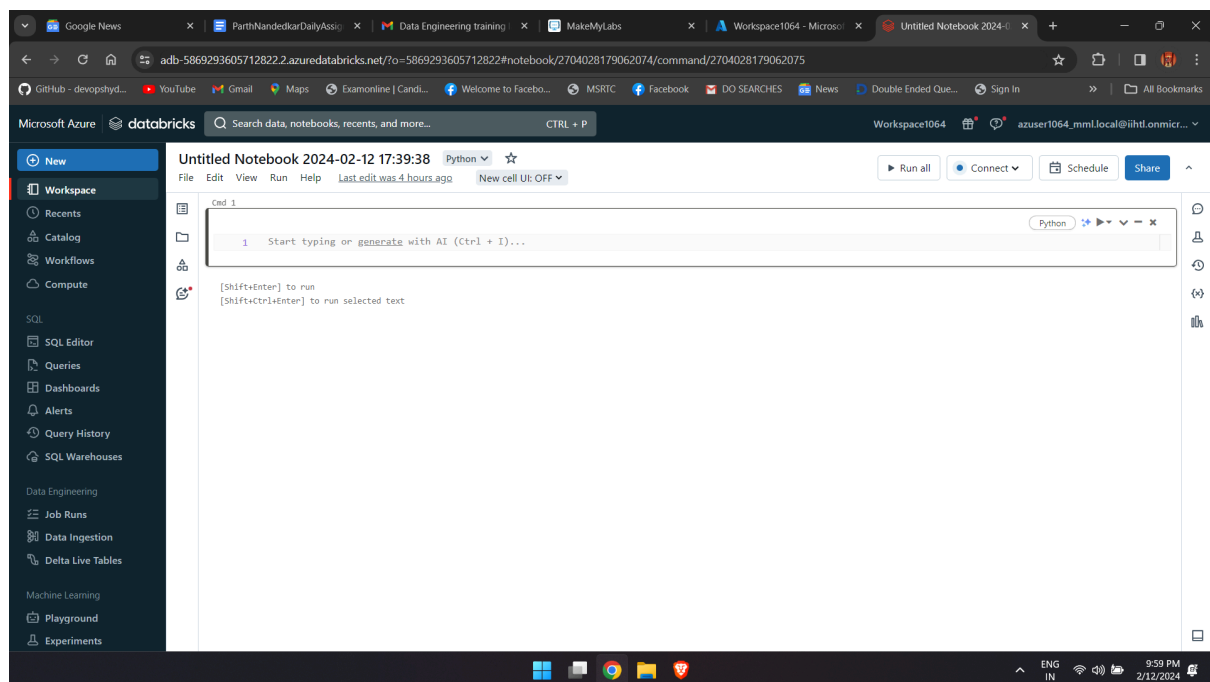 Google News
ParthNandedkarDailyAssig
Data Engineering training
MakeMyLabs
Workspace1064 - Microsof
Untitled Notebook 2024-0
adb-5869293605712822.2.azuredatabricks.net/?o=5869293605712822#notebook/2704028179062074/command/2704028179062075
GitHub - devopshyd...
YouTube
Gmail
Maps
Examonline | Candi...
Welcome to Facebo...
MSRTC
Facebook
DO SEARCHES
News
Double Ended Que...
Sign In
»
All Bookmarks
Microsoft Azure
databricks
Search data, notebooks, recents, and more...
CTRL + P
Workspace1064
azuser1064_mml.local@iihtl.onmicr...
New
Workspace
Recents
Catalog
Workflows
Compute
SQL
SQL Editor
Queries
Dashboards
Alerts
Query History
SQL Warehouses
Data Engineering
Job Runs
Data Ingestion
Delta Live Tables
Machine Learning
Playground
Experiments
Untitled Notebook 2024-02-12 17:39:38
Python
File Edit View Run Help Last edit was 4 hours ago New cell UI: OFF
Run all
Connect
Schedule
Share
Cmd 1
Python
1 Start typing or generate with AI (Ctrl + I)...
[Shift+Enter] to run
[Shift+Ctrl+Enter] to run selected text
ENG
IN
9:59 PM
2/12/2024